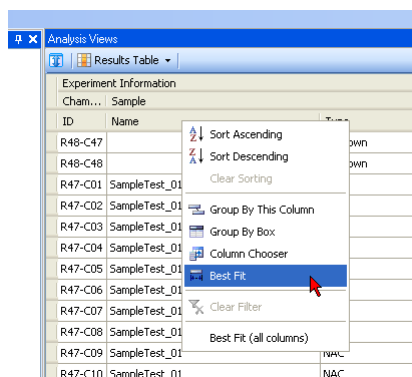 Analysis Views
Results Table
Experiment Information
Cham... Sample
ID Name
R48-C47
R48-C48
R47-C01 SampleTest_01
R47-C02 SampleTest_01
R47-C03 SampleTest_01
R47-C04 SampleTest_01
R47-C05 SampleTest_01
R47-C06 SampleTest_01
R47-C07 SampleTest_01
R47-C08 SampleTest_01
R47-C09 SampleTest_01 NAC
R47-C10 SampleTest_01 NAC
Sort Ascending
Sort Descending
Clear Sorting
Group By This Column
Group By Box
Column Chooser
Best Fit
Clear Filter
Best Fit (all columns)